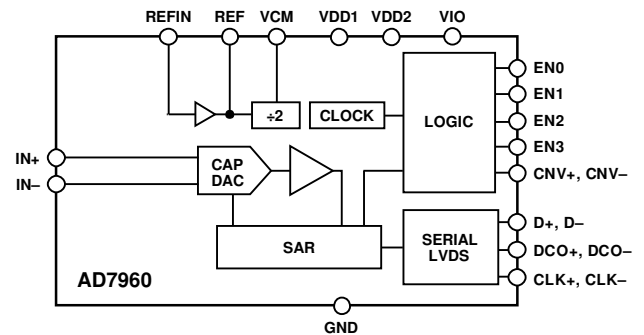 REFIN REF VCM VDD1 VDD2 VIO
EN0
EN1
÷2 CLOCK
LOGIC
EN2
EN3
IN+
IN–
CAP
DAC
CNV+, CNV–
SAR
SERIAL
LVDS
D+, D–
DCO+, DCO–
CLK+, CLK–
AD7960
GND